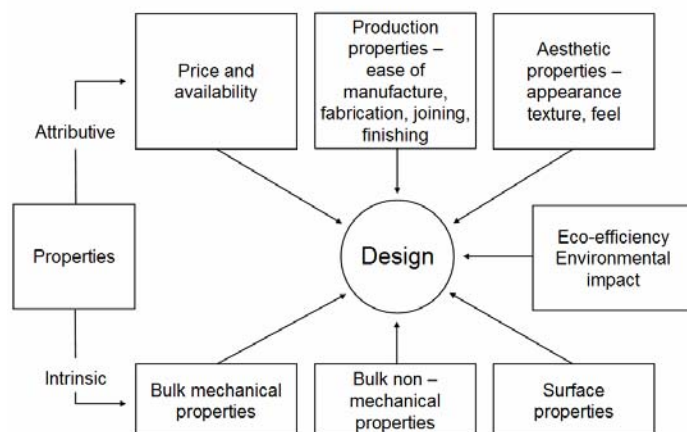 Price and
availability
Production
properties –
ease of
manufacture,
fabrication, joining,
finishing
Aesthetic
properties –
appearance
texture, feel
Attributive
Properties
Design
Eco-efficiency
Environmental
impact
Intrinsic
Bulk mechanical
properties
Bulk non –
mechanical
properties
Surface
properties